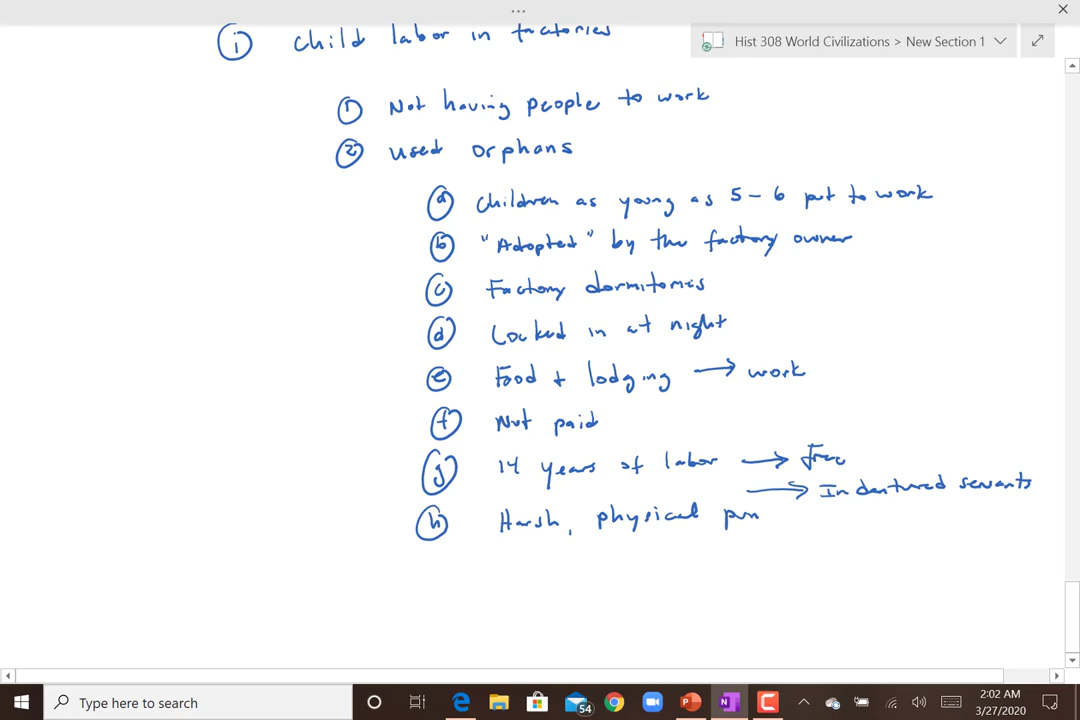 Hist 308 World Civilizations > New Section 1
i Child labor in factories
1 Not having people to work
2 used orphans
a Children as young as 5-6 put to work
b "Adopted" by the factory owner
c Factory dormitories
d Locked in at night
e Food + lodging → work
f Not paid
g 14 years of labor → free
→ Indentured servants
h Harsh, physical pun
Type here to search
54
2:02 AM
3/27/2020